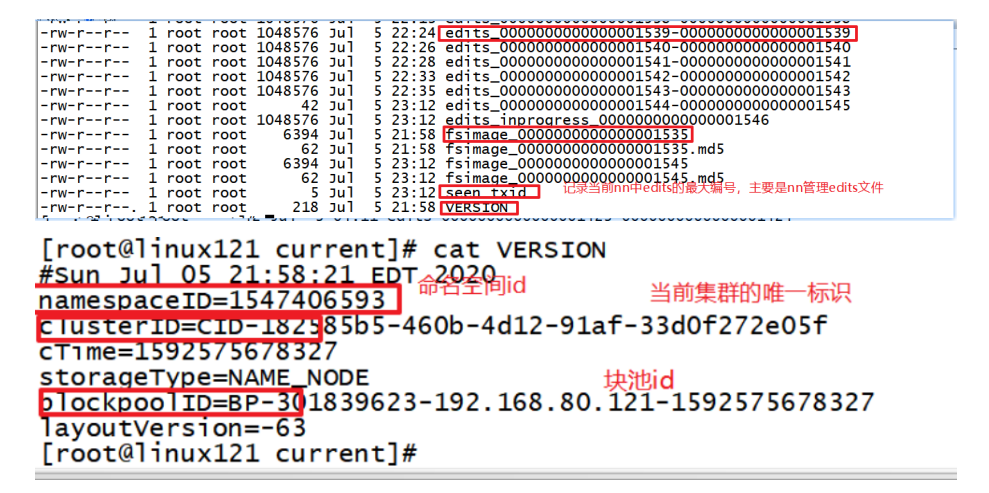 -rw-r--r-- 1 root root 1048576 Jul 5 22:24 edits_0000000000000001539-0000000000000001539
-rw-r--r-- 1 root root 1048576 Jul 5 22:26 edits_0000000000000001540-0000000000000001540
-rw-r--r-- 1 root root 1048576 Jul 5 22:28 edits_0000000000000001541-0000000000000001541
-rw-r--r-- 1 root root 1048576 Jul 5 22:33 edits_0000000000000001542-0000000000000001542
-rw-r--r-- 1 root root 1048576 Jul 5 22:35 edits_0000000000000001543-0000000000000001543
-rw-r--r-- 1 root root 42 Jul 5 23:12 edits_0000000000000001544-0000000000000001545
-rw-r--r-- 1 root root 1048576 Jul 5 23:12 edits_inprogress_0000000000000001546
-rw-r--r-- 1 root root 6394 Jul 5 21:58 fsimage_0000000000000001535
-rw-r--r-- 1 root root 62 Jul 5 21:58 fsimage_0000000000000001535.md5
-rw-r--r-- 1 root root 6394 Jul 5 23:12 fsimage_0000000000000001545
-rw-r--r-- 1 root root 62 Jul 5 23:12 fsimage_0000000000000001545.md5
-rw-r--r-- 1 root root 5 Jul 5 23:12 seen_txid 记录当前nn中edits的最大编号，主要是nn管理edits文件
-rw-r--r--. 1 root root 218 Jul 5 21:58 VERSION
[root@linux121 current]# cat VERSION
#Sun Jul 05 21:58:21 EDT 2020
命名空间id
namespaceID=1547406593
当前集群的唯一标识
clusterID=CID-182585b5-460b-4d12-91af-33d0f272e05f
cTime=1592575678327
storageType=NAME_NODE
块池id
blockpoolID=BP-301839623-192.168.80.121-1592575678327
layoutVersion=-63
[root@linux121 current]#